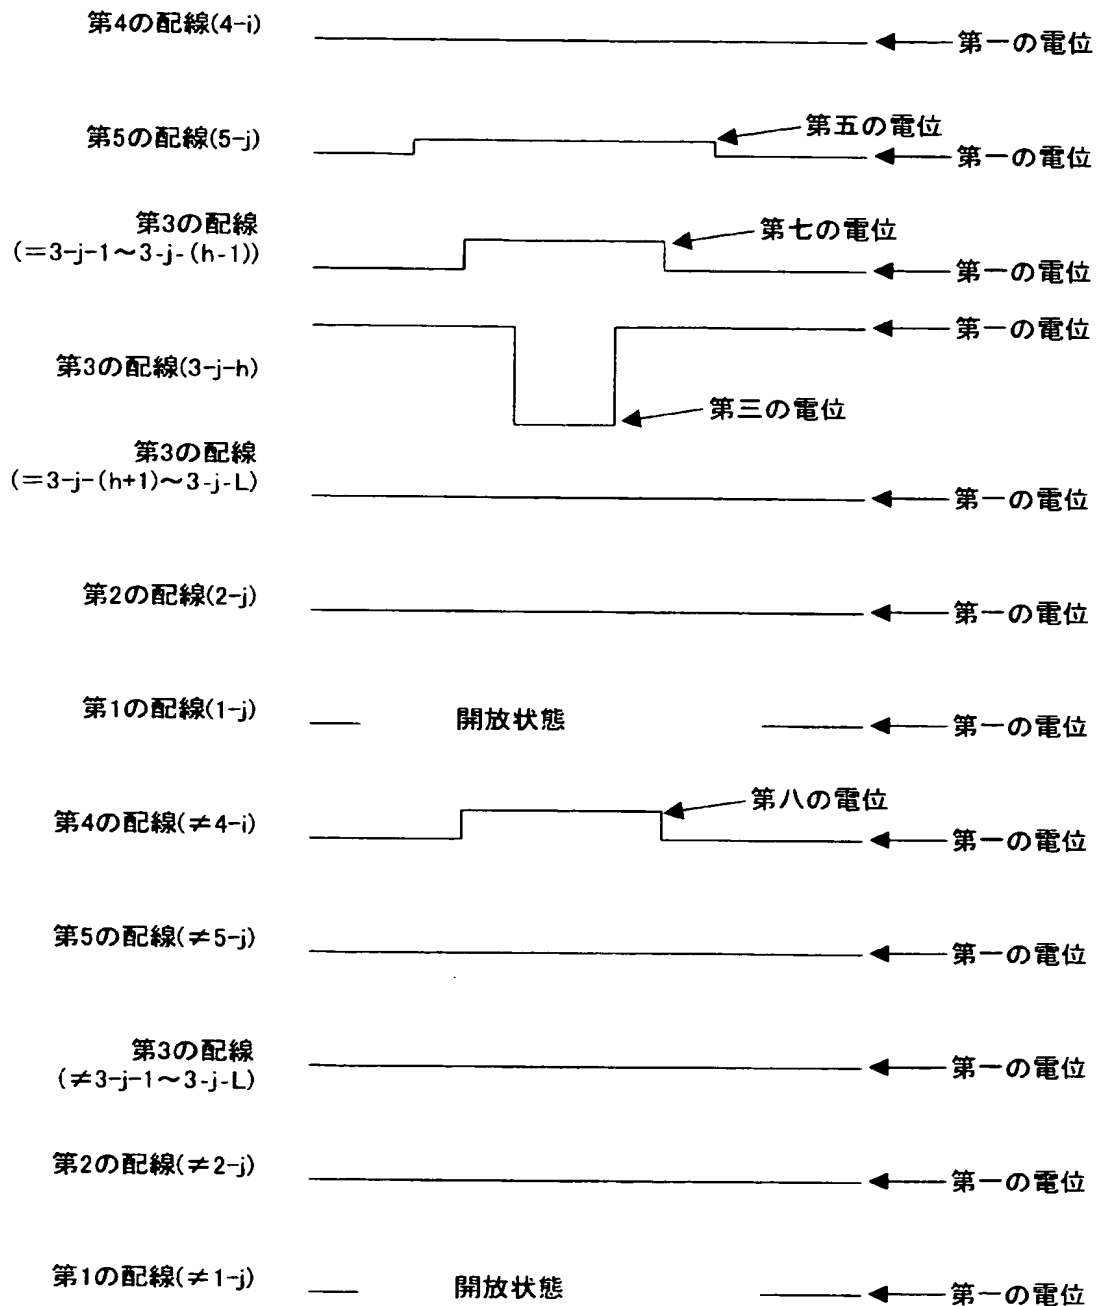 第4の配線(4-i)
第一の電位
第5の配線(5-j)
第五の電位
第一の電位
第3の配線
(＝3-j-1～3-j-(h-1))
第七の電位
第一の電位
第一の電位
第3の配線(3-j-h)
第三の電位
第3の配線
(＝3-j-(h+1)～3-j-L)
第一の電位
第2の配線(2-j)
第一の電位
第1の配線(1-j)
開放状態
第一の電位
第4の配線(≠4-i)
第八の電位
第一の電位
第5の配線(≠5-j)
第一の電位
第3の配線
(≠3-j-1～3-j-L)
第一の電位
第2の配線(≠2-j)
第一の電位
第1の配線(≠1-j)
開放状態
第一の電位